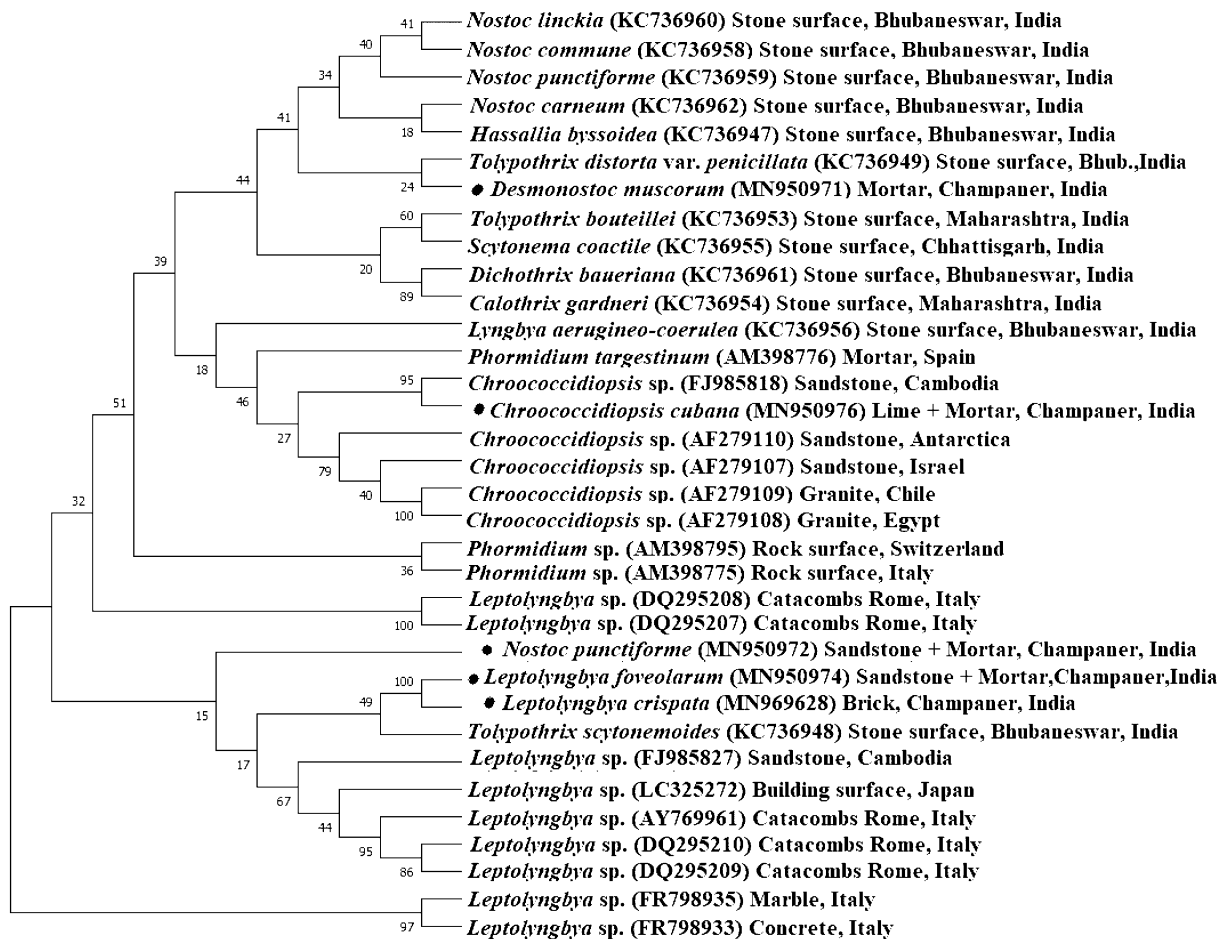 Nostoc linckia (KC736960) Stone surface, Bhubaneswar, India
41
40
Nostoc commune (KC736958) Stone surface, Bhubaneswar, India
34
Nostoc punctiforme (KC736959) Stone surface, Bhubaneswar, India
41
Nostoc carneum (KC736962) Stone surface, Bhubaneswar, India
18
Hassallia byssoidea (KC736947) Stone surface, Bhubaneswar, India
44
Tolypothrix distorta var. penicillata (KC736949) Stone surface, Bhub.,India
24
● Desmonostoc muscorum (MN950971) Mortar, Champaner, India
60
Tolypothrix bouteillei (KC736953) Stone surface, Maharashtra, India
39
Scytonema coactile (KC736955) Stone surface, Chhattisgarh, India
20
Dichothrix baueriana (KC736961) Stone surface, Bhubaneswar, India
89
Calothrix gardneri (KC736954) Stone surface, Maharashtra, India
Lyngbya aerugineo-coerulea (KC736956) Stone surface, Bhubaneswar, India
18
Phormidium targestinum (AM398776) Mortar, Spain
51
46
95
Chroococcidiopsis sp. (FJ985818) Sandstone, Cambodia
● Chroococcidiopsis cubana (MN950976) Lime + Mortar, Champaner, India
27
Chroococcidiopsis sp. (AF279110) Sandstone, Antarctica
79
Chroococcidiopsis sp. (AF279107) Sandstone, Israel
40
Chroococcidiopsis sp. (AF279109) Granite, Chile
32
100
Chroococcidiopsis sp. (AF279108) Granite, Egypt
Phormidium sp. (AM398795) Rock surface, Switzerland
36
Phormidium sp. (AM398775) Rock surface, Italy
Leptolyngbya sp. (DQ295208) Catacombs Rome, Italy
100
Leptolyngbya sp. (DQ295207) Catacombs Rome, Italy
● Nostoc punctiforme (MN950972) Sandstone + Mortar, Champaner, India
15
100
● Leptolyngbya foveolarum (MN950974) Sandstone + Mortar,Champaner,India
49
● Leptolyngbya crispata (MN969628) Brick, Champaner, India
Tolypothrix scytonemoides (KC736948) Stone surface, Bhubaneswar, India
17
Leptolyngbya sp. (FJ985827) Sandstone, Cambodia
67
Leptolyngbya sp. (LC325272) Building surface, Japan
44
Leptolyngbya sp. (AY769961) Catacombs Rome, Italy
95
Leptolyngbya sp. (DQ295210) Catacombs Rome, Italy
86
Leptolyngbya sp. (DQ295209) Catacombs Rome, Italy
Leptolyngbya sp. (FR798935) Marble, Italy
97
Leptolyngbya sp. (FR798933) Concrete, Italy